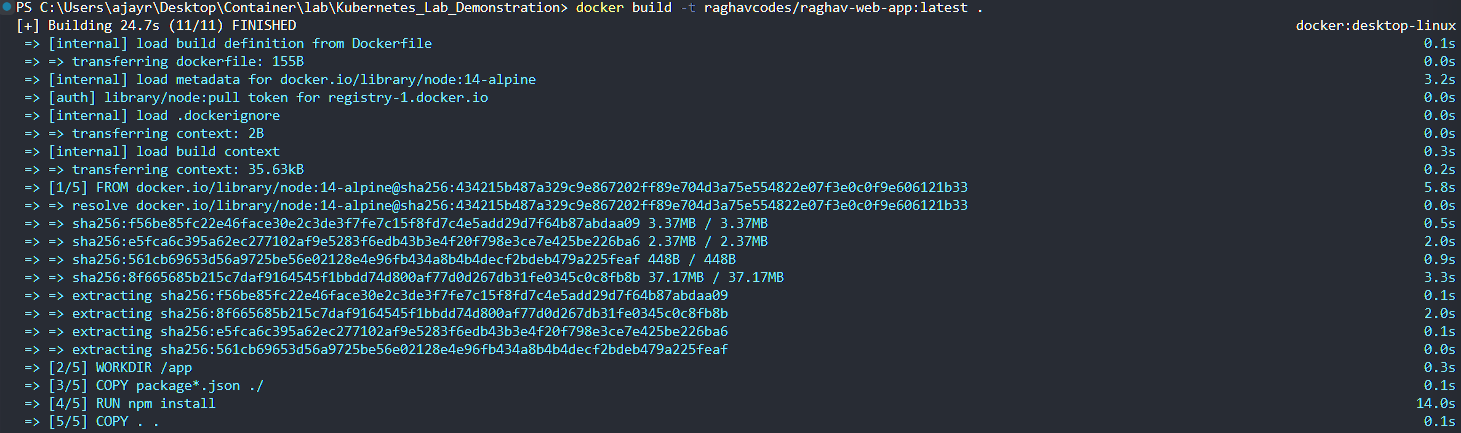 PS C:\Users\ajayr\Desktop\Container\lab\Kubernetes_Lab_Demonstration> docker build -t raghavcodes/raghav-web-app:latest .
[+] Building 24.7s (11/11) FINISHED docker:desktop-linux
=> [internal] load build definition from Dockerfile 0.1s
=> => transferring dockerfile: 155B 0.0s
=> [internal] load metadata for docker.io/library/node:14-alpine 3.2s
=> [auth] library/node:pull token for registry-1.docker.io 0.0s
=> [internal] load .dockerignore 0.0s
=> => transferring context: 2B 0.0s
=> [internal] load build context 0.3s
=> => transferring context: 35.63kB 0.2s
=> [1/5] FROM docker.io/library/node:14-alpine@sha256:434215b487a329c9e867202ff89e704d3a75e554822e07f3e0c0f9e606121b33 5.8s
=> => resolve docker.io/library/node:14-alpine@sha256:434215b487a329c9e867202ff89e704d3a75e554822e07f3e0c0f9e606121b33 0.0s
=> => sha256:f56be85fc22e46face30e2c3de3f7fe7c15f8fd7c4e5add29d7f64b87abdaa09 3.37MB / 3.37MB 0.5s
=> => sha256:e5fca6c395a62ec277102af9e5283f6edb43b3e4f20f798e3ce7e425be226ba6 2.37MB / 2.37MB 2.0s
=> => sha256:561cb69653d56a9725be56e02128e4e96fb434a8b4b4decf2bdeb479a225feaf 448B / 448B 0.9s
=> => sha256:8f665685b215c7daf9164545f1bbdd74d800af77d0d267db31fe0345c0c8fb8b 37.17MB / 37.17MB 3.3s
=> => extracting sha256:f56be85fc22e46face30e2c3de3f7fe7c15f8fd7c4e5add29d7f64b87abdaa09 0.1s
=> => extracting sha256:8f665685b215c7daf9164545f1bbdd74d800af77d0d267db31fe0345c0c8fb8b 2.0s
=> => extracting sha256:e5fca6c395a62ec277102af9e5283f6edb43b3e4f20f798e3ce7e425be226ba6 0.1s
=> => extracting sha256:561cb69653d56a9725be56e02128e4e96fb434a8b4b4decf2bdeb479a225feaf 0.0s
=> [2/5] WORKDIR /app 0.3s
=> [3/5] COPY package*.json ./ 0.1s
=> [4/5] RUN npm install 14.0s
=> [5/5] COPY . . 0.1s